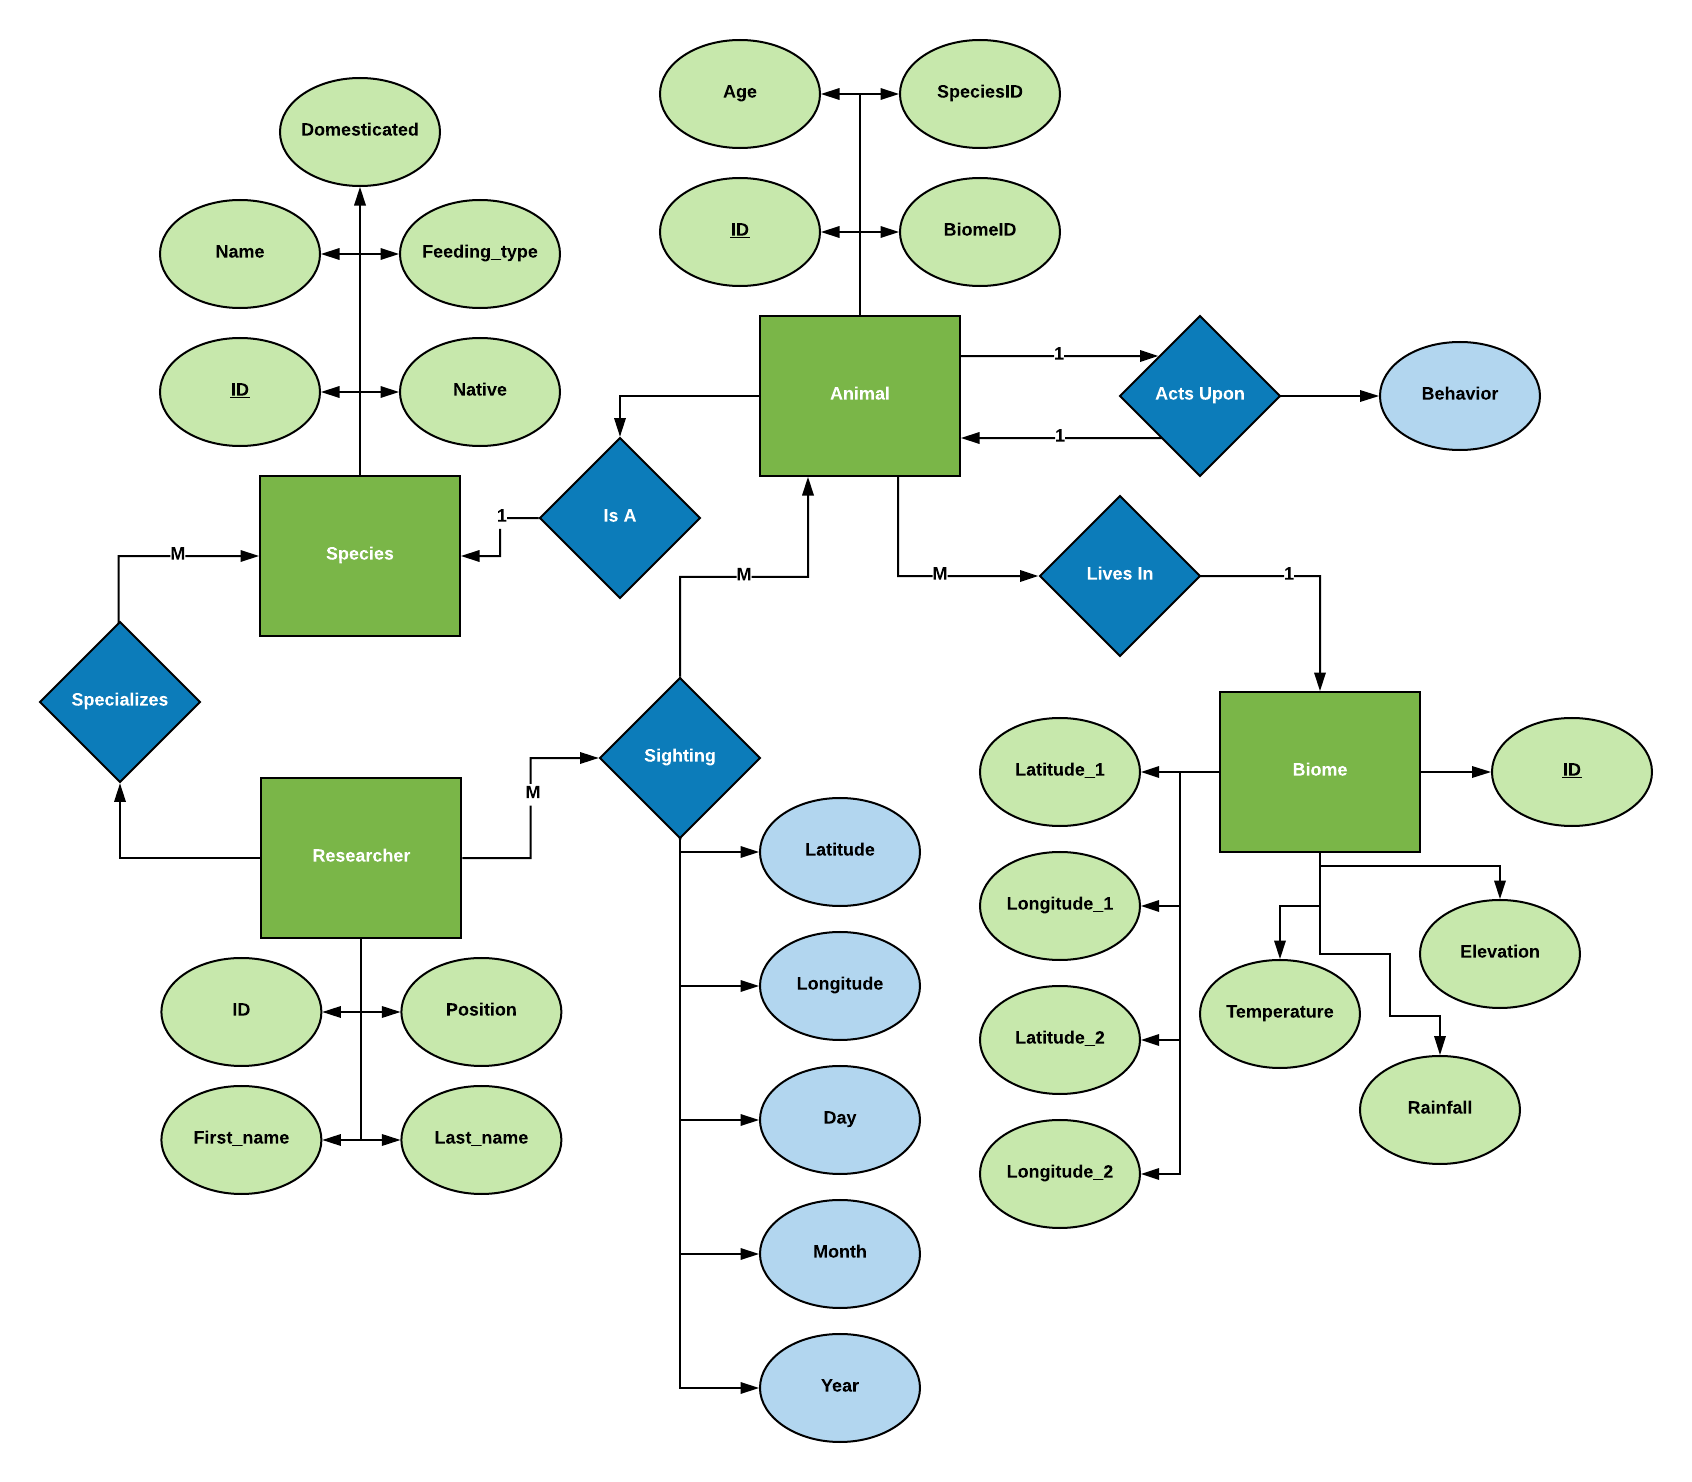 Age
SpeciesID
Domesticated
Name
Feeding_type
ID
BiomeID
ID
Native
Animal
1
Acts Upon
Behavior
1
Is A
1
Species
M
M
M
Lives In
1
Specializes
Sighting
M
Researcher
Latitude_1
Biome
ID
Latitude
Longitude_1
Elevation
Longitude
ID
Position
Temperature
Latitude_2
Day
Rainfall
First_name
Last_name
Longitude_2
Month
Year